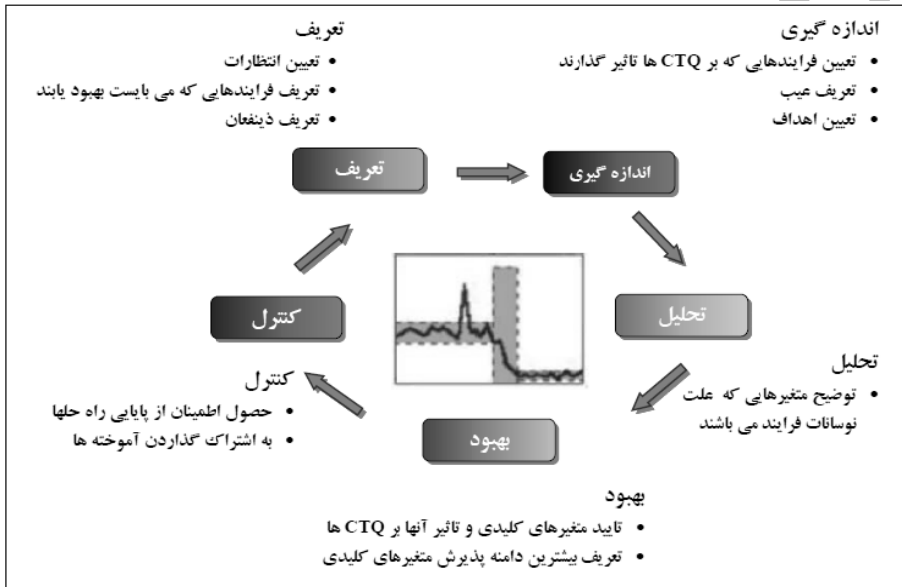 تعریف
• تعیین انتظارات
• تعریف فرایندهایی که می بایست بهبود یابند
• تعریف ذینفعان
اندازه گیری
• تعیین فرایندهایی که بر CTQ ها تاثیر گذارند
• تعریف عیب
• تعیین اهداف
تعریف
اندازه گیری
تحلیل
بهبود
کنترل
تحلیل
• توضیح متغیرهایی که علت
نوسانات فرایند می باشند
کنترل
• حصول اطمینان از پایایی راه حلها
• به اشتراک گذاردن آموخته ها
بهبود
• تایید متغیرهای کلیدی و تاثیر آنها بر CTQ ها
• تعریف بیشترین دامنه پذیرش متغیرهای کلیدی